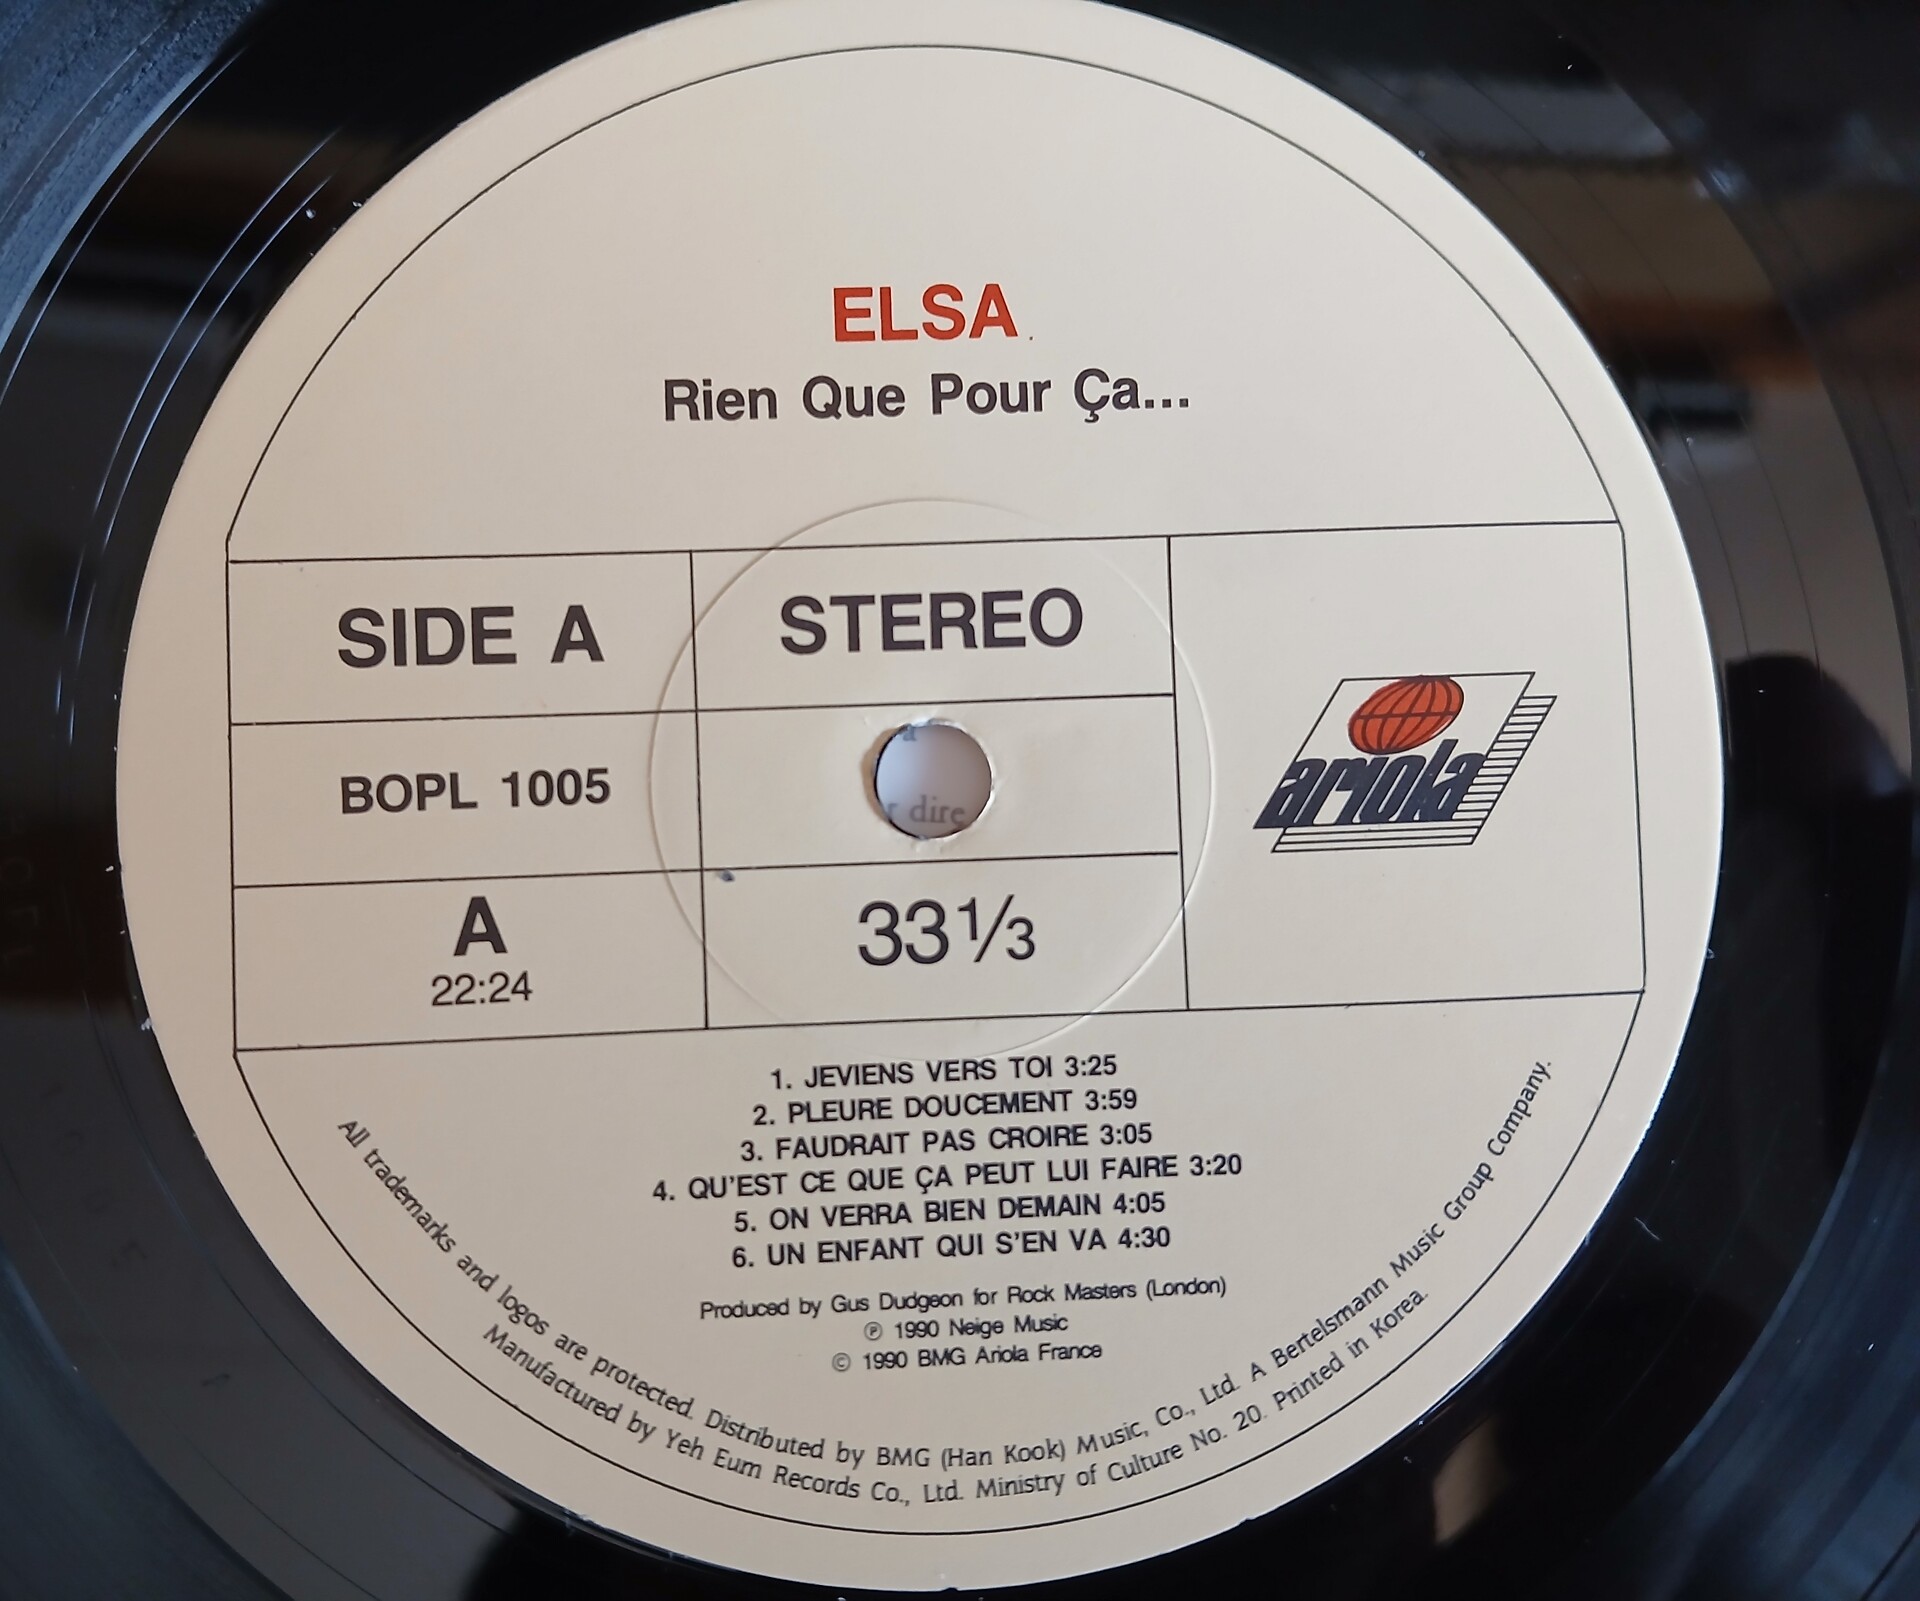 ELSA
Rien Que Pour Ça...
SIDE A
STEREO
BOPL 1005
ariola
dire
A
22:24
33 1/3
1. JEVIENS VERS TOI 3:25
2. PLEURE DOUCEMENT 3:59
3. FAUDRAIT PAS CROIRE 3:05
4. QU'EST CE QUE ÇA PEUT LUI FAIRE 3:20
5. ON VERRA BIEN DEMAIN 4:05
6. UN ENFANT QUI S'EN VA 4:30
Produced by Gus Dudgeon for Rock Masters (London)
℗ 1990 Neige Music
© 1990 BMG Ariola France
All trademarks and logos are protected. Distributed by BMG (Han Kook) Music, Co., Ltd. A Bertelsmann Music Group Company.
Manufactured by Yeh Eum Records Co., Ltd. Ministry of Culture No. 20. Printed in Korea.